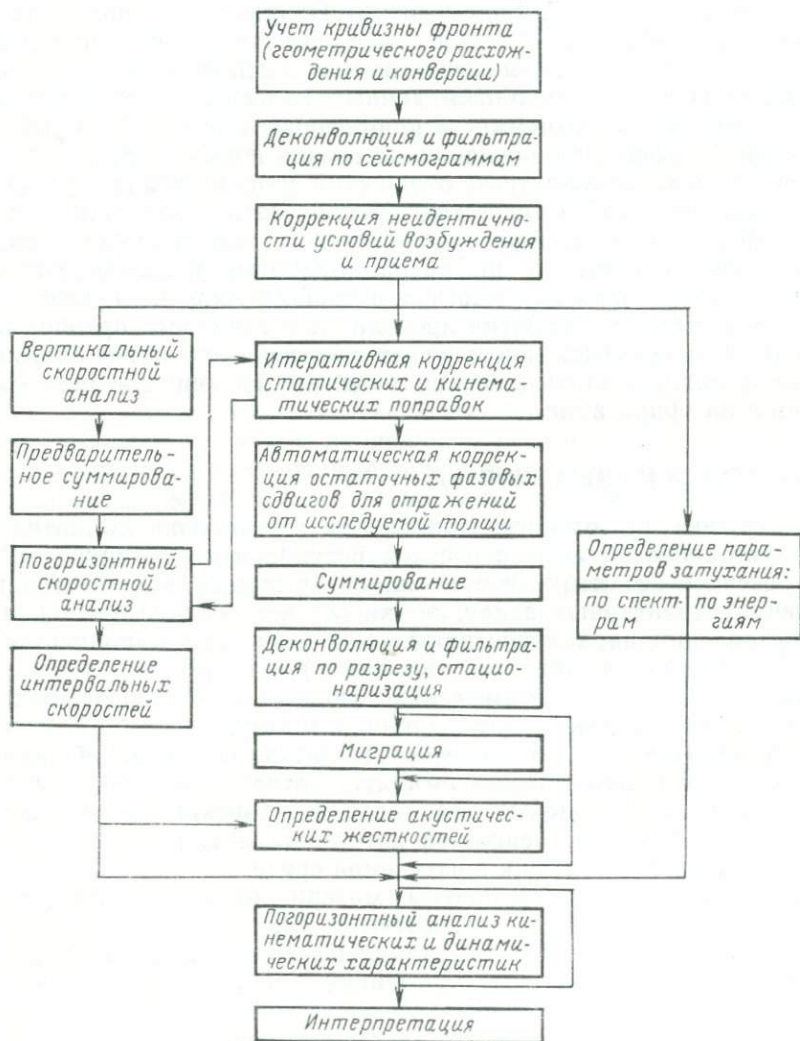 Учет кривизны фронта
(геометрического расхож-
дения и конверсии)
Деконволюция и фильтра-
ция по сейсмограммам
Коррекция неидентично-
сти условий возбуждения
и приема
Вертикальный
скоростной
анализ
Итеративная коррекция
статических и кинема-
тических поправок
Предваритель-
ное суммирова-
ние
Автоматическая коррек-
ция остаточных фазовых
сдвигов для отражений
от исследуемой толщи
Погоризонтный
скоростной
анализ
Суммирование
Определение пара-
метров затухания:
по спект-
рам
по энер-
гиям
Определение
интервальных
скоростей
Деконволюция и фильтра-
ция по разрезу, стацио-
наризация
Миграция
Определение акустичес-
ких жесткостей
Погоризонтный анализ ки-
нематических и динами-
ческих характеристик
Интерпретация